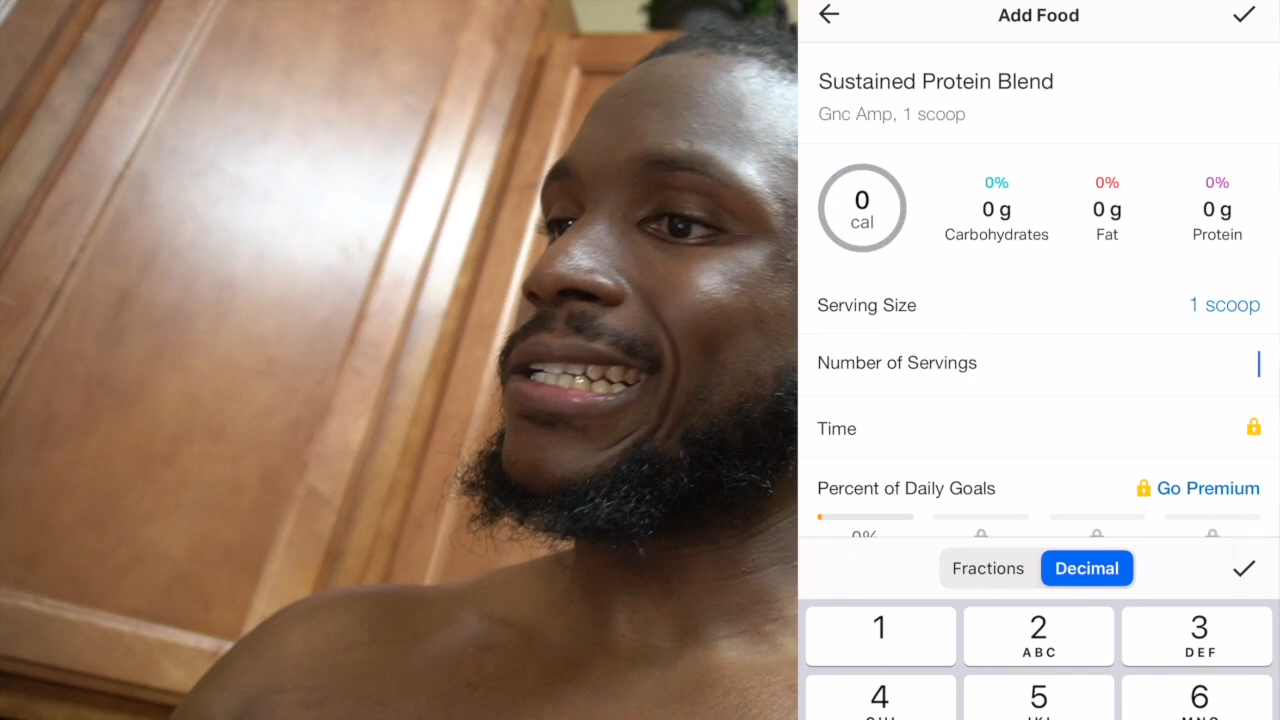 Add Food
Sustained Protein Blend
Gnc Amp, 1 scoop
0% 0% 0%
0 0 g 0 g 0 g
cal Carbohydrates Fat Protein
Serving Size 1 scoop
Number of Servings
Time
Percent of Daily Goals Go Premium
0%
Fractions Decimal
1 2 3
ABC DEF
4 5 6